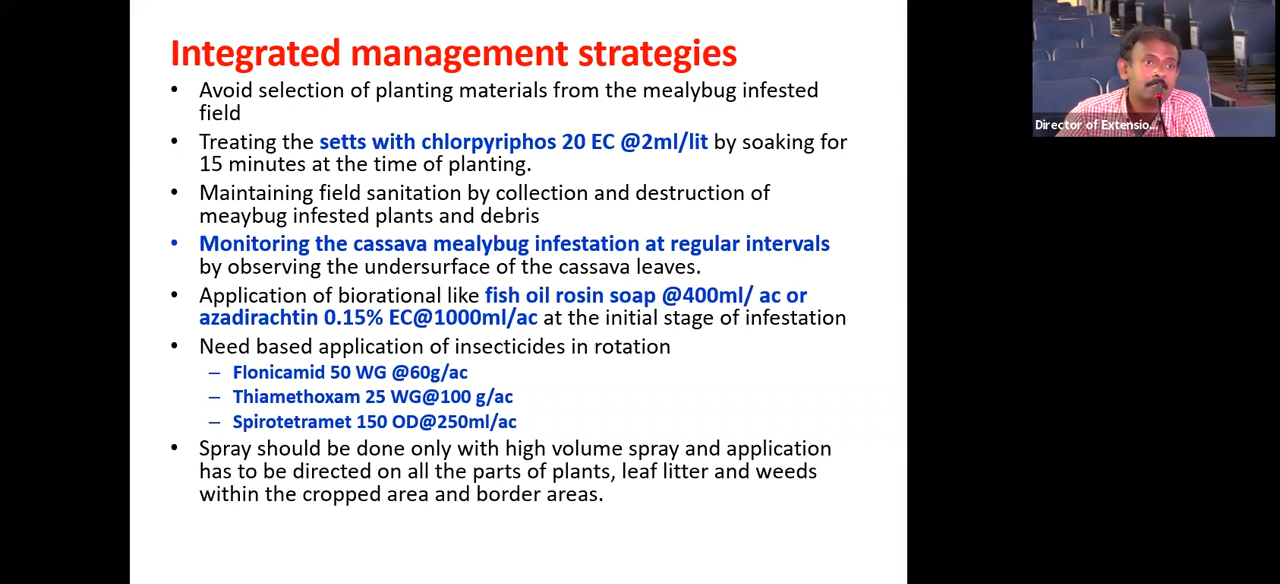 Integrated management strategies
• Avoid selection of planting materials from the mealybug infested
field
• Treating the setts with chlorpyriphos 20 EC @2ml/lit by soaking for
15 minutes at the time of planting.
• Maintaining field sanitation by collection and destruction of
meaybug infested plants and debris
• Monitoring the cassava mealybug infestation at regular intervals
by observing the undersurface of the cassava leaves.
• Application of biorational like fish oil rosin soap @400ml/ ac or
azadirachtin 0.15% EC@1000ml/ac at the initial stage of infestation
• Need based application of insecticides in rotation
– Flonicamid 50 WG @60g/ac
– Thiamethoxam 25 WG@100 g/ac
– Spirotetramet 150 OD@250ml/ac
• Spray should be done only with high volume spray and application
has to be directed on all the parts of plants, leaf litter and weeds
within the cropped area and border areas.
Director of Extensio...